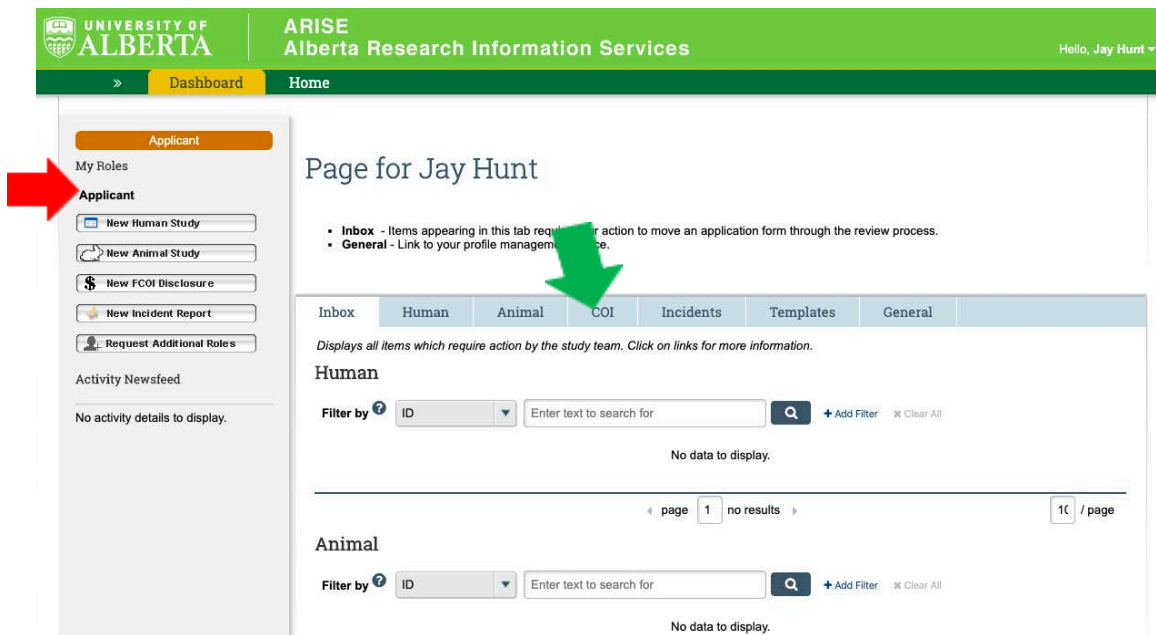 UNIVERSITY OF
ALBERTA
ARISE
Alberta Research Information Services
Hello, Jay Hunt
»
Dashboard
Home
Applicant
My Roles
Applicant
New Human Study
New Animal Study
New FCOI Disclosure
New Incident Report
Request Additional Roles
Activity Newsfeed
No activity details to display.
Page for Jay Hunt
• Inbox - Items appearing in this tab requi r action to move an application form through the review process.
• General - Link to your profile managem ce.
Inbox Human Animal COI Incidents Templates General
Displays all items which require action by the study team. Click on links for more information.
Human
Filter by ? ID Enter text to search for + Add Filter ✖ Clear All
No data to display.
page 1 no results / page
Animal
Filter by ? ID Enter text to search for + Add Filter ✖ Clear All
No data to display.